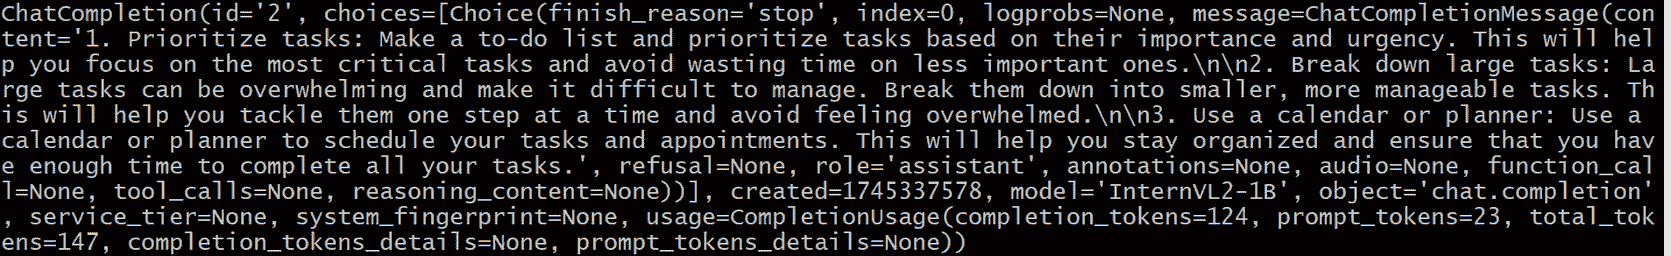 ChatCompletion(id='2', choices=[Choice(finish_reason='stop', index=0, logprobs=None, message=ChatCompletionMessage(con
tent='1. Prioritize tasks: Make a to-do list and prioritize tasks based on their importance and urgency. This will hel
p you focus on the most critical tasks and avoid wasting time on less important ones.\n\n2. Break down large tasks: La
rge tasks can be overwhelming and make it difficult to manage. Break them down into smaller, more manageable tasks. Th
is will help you tackle them one step at a time and avoid feeling overwhelmed.\n\n3. Use a calendar or planner: Use a
calendar or planner to schedule your tasks and appointments. This will help you stay organized and ensure that you hav
e enough time to complete all your tasks.', refusal=None, role='assistant', annotations=None, audio=None, function_cal
l=None, tool_calls=None, reasoning_content=None))], created=1745337578, model='InternVL2-1B', object='chat.completion'
, service_tier=None, system_fingerprint=None, usage=CompletionUsage(completion_tokens=124, prompt_tokens=23, total_tok
ens=147, completion_tokens_details=None, prompt_tokens_details=None))